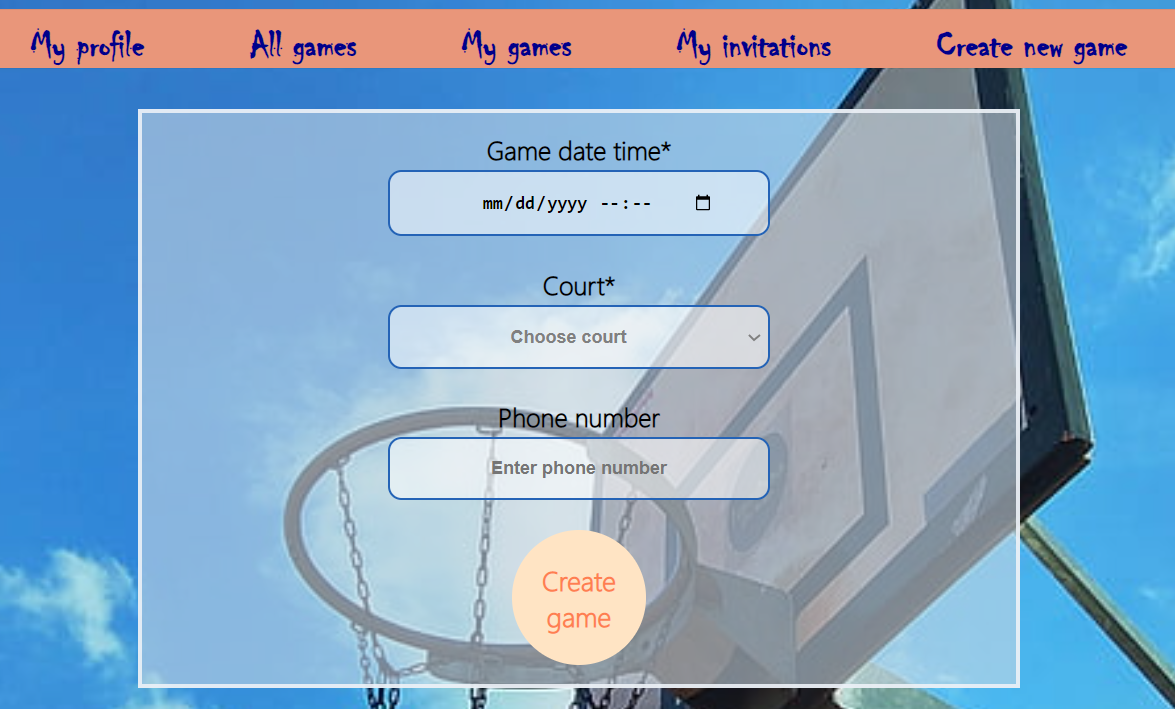 My profile All games My games My invitations Create new game
Game date time*
mm/dd/yyyy --:--
Court*
Choose court
Phone number
Enter phone number
Create
game